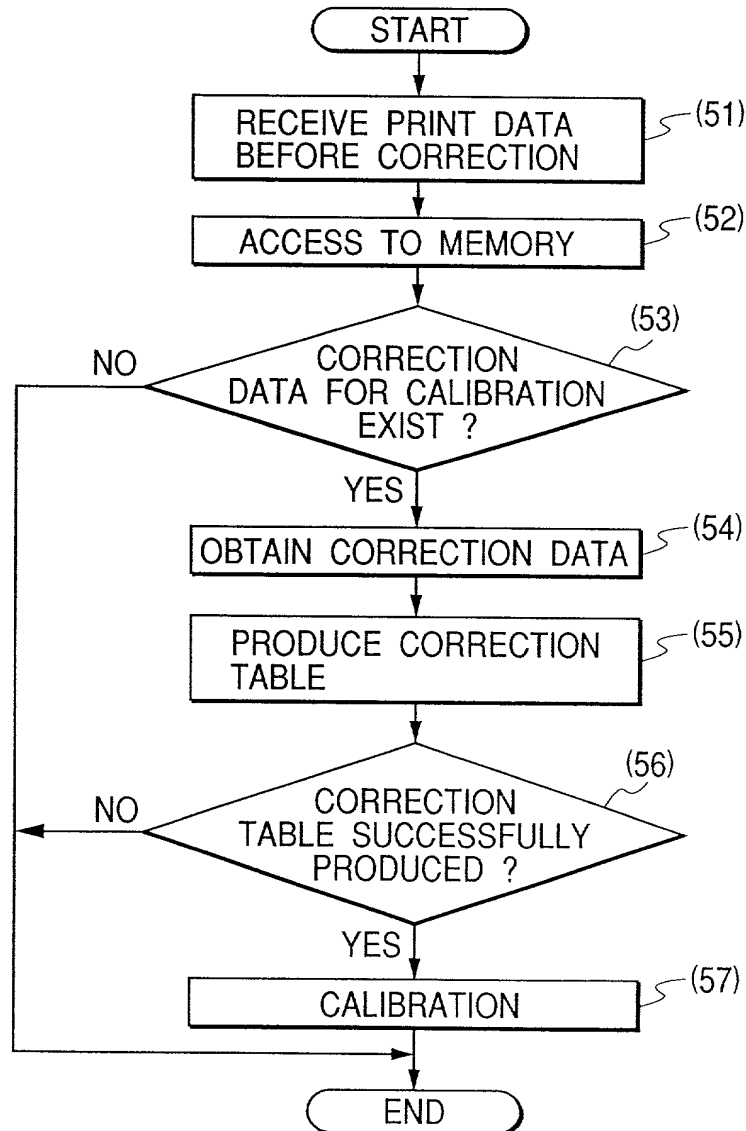 START
RECEIVE PRINT DATA
BEFORE CORRECTION
(51)
ACCESS TO MEMORY
(52)
CORRECTION
DATA FOR CALIBRATION
EXIST ?
(53)
NO
YES
OBTAIN CORRECTION DATA
(54)
PRODUCE CORRECTION
TABLE
(55)
CORRECTION
TABLE SUCCESSFULLY
PRODUCED ?
(56)
NO
YES
CALIBRATION
(57)
END